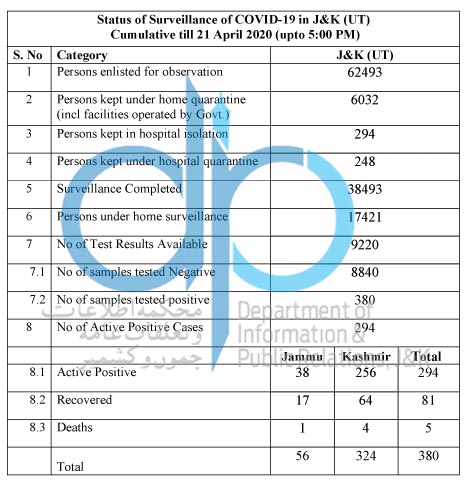 Status of Surveillance of COVID-19 in J&K (UT)
Cumulative till 21 April 2020 (upto 5:00 PM)
S. No Category J&K (UT)
1 Persons enlisted for observation 62493
2 Persons kept under home quarantine 6032
(incl facilities operated by Govt.)
3 Persons kept in hospital isolation 294
4 Persons kept under hospital quarantine 248
5 Surveillance Completed 38493
6 Persons under home surveillance 17421
7 No of Test Results Available 9220
7.1 No of samples tested Negative 8840
7.2 No of samples tested positive 380
محکمہ اطلاعات Department of
8 No of Active Positive Cases 294
و تعلقات عامہ Information &
جموں و کشمیر Public Relations, J&K
Jammu Kashmir Total
8.1 Active Positive 38 256 294
8.2 Recovered 17 64 81
8.3 Deaths 1 4 5
Total 56 324 380